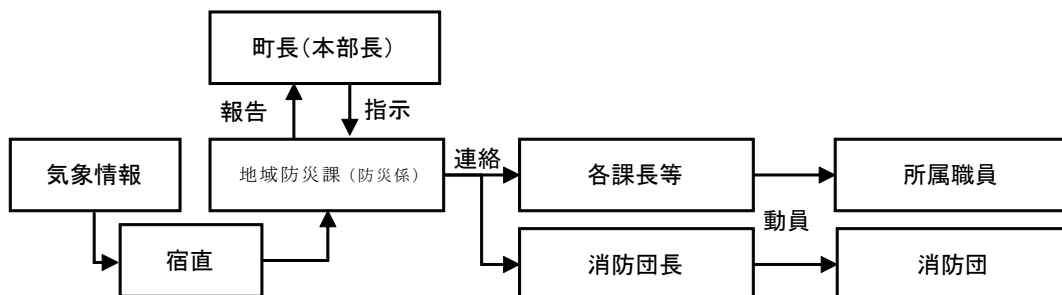 町長(本部長)
報告
指示
気象情報
地域防災課(防災係)
連絡
各課長等
所属職員
動員
宿直
消防団長
消防団